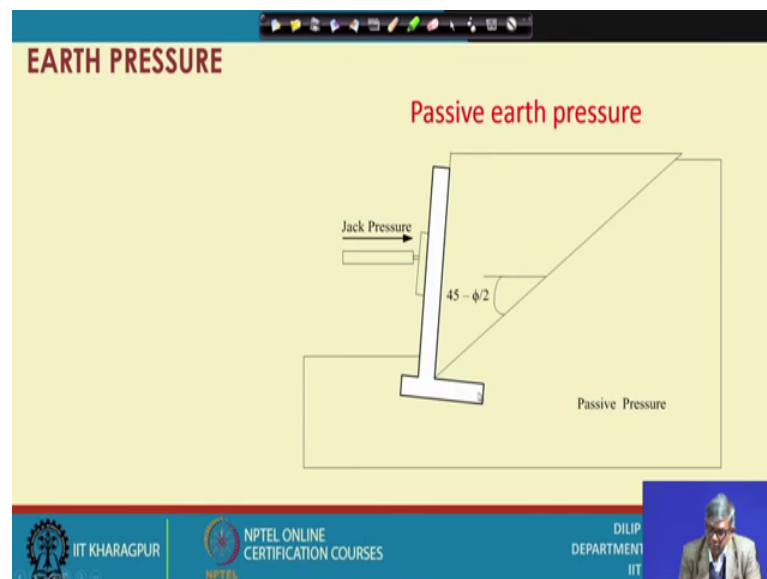 EARTH PRESSURE
Passive earth pressure
Jack Pressure
45 – ϕ/2
Passive Pressure
IIT KHARAGPUR
NPTEL
NPTEL ONLINE
CERTIFICATION COURSES
DILIP
DEPARTMENT
IIT